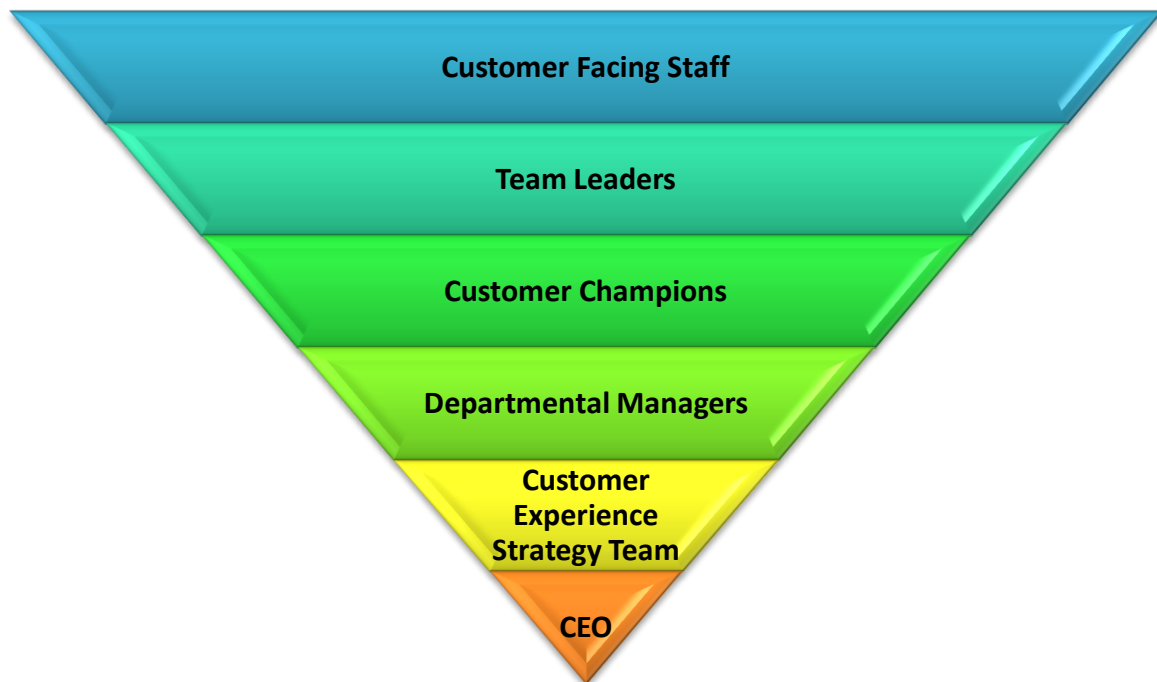 Customer Facing Staff
Team Leaders
Customer Champions
Departmental Managers
Customer
Experience
Strategy Team
CEO